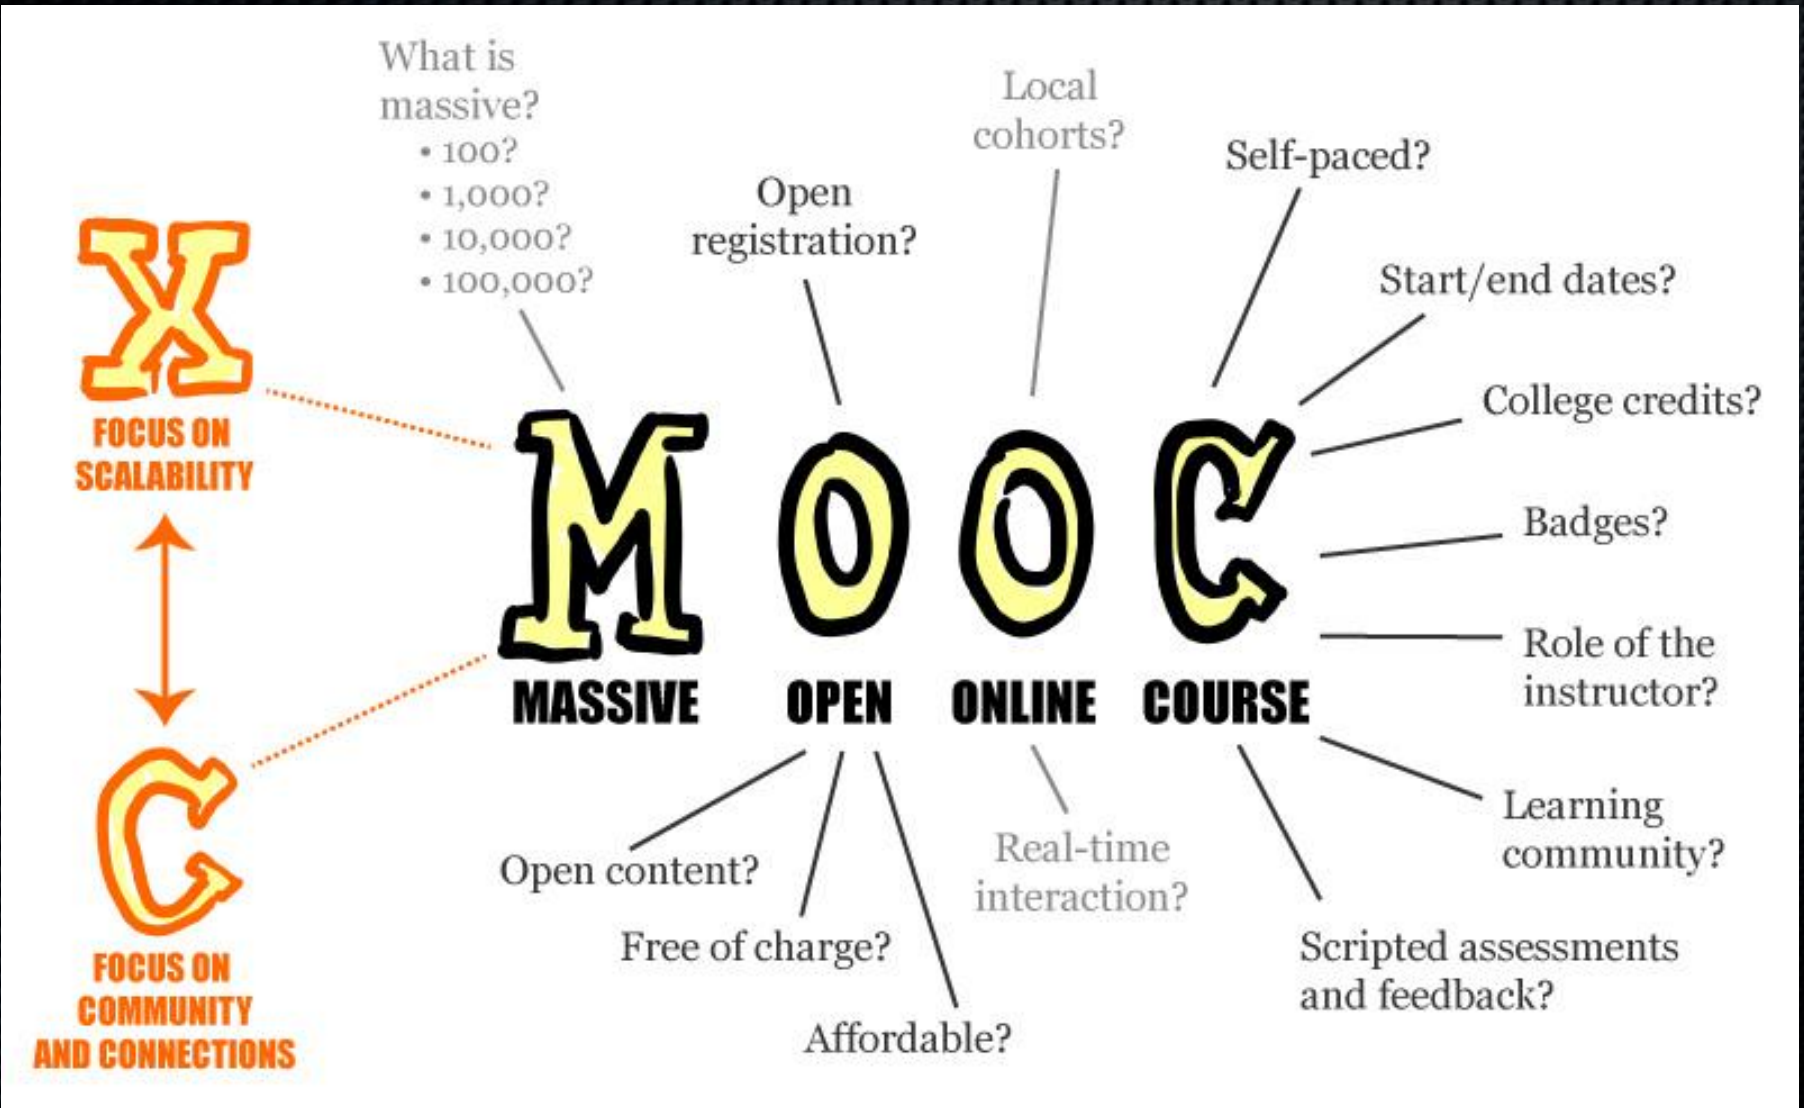 What is
massive?
• 100?
• 1,000?
• 10,000?
• 100,000?
Open
registration?
Local
cohorts?
Self-paced?
Start/end dates?
College credits?
Badges?
Role of the
instructor?
Learning
community?
Scripted assessments
and feedback?
X
FOCUS ON
SCALABILITY
C
FOCUS ON
COMMUNITY
AND CONNECTIONS
MOOC
MASSIVE OPEN ONLINE COURSE
Open content?
Free of charge?
Affordable?
Real-time
interaction?